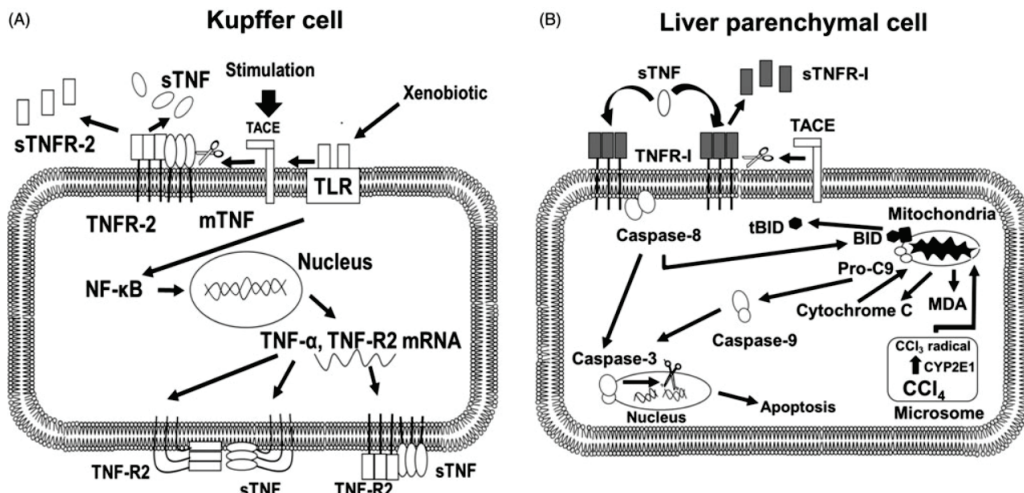 (A)
Kupffer cell
sTNF
Stimulation
Xenobiotic
TACE
sTNFR-2
TLR
TNFR-2
mTNF
Nucleus
NF-κB
TNF-α, TNF-R2 mRNA
TNF-R2
sTNF
TNF-R2
sTNF
(B)
Liver parenchymal cell
sTNF
sTNFR-I
TACE
TNFR-I
Caspase-8
tBID
BID
Mitochondria
Pro-C9
Cytochrome C
MDA
Caspase-9
Caspase-3
CCl₃ radical
CYP2E1
CCl₄
Microsome
Nucleus
Apoptosis